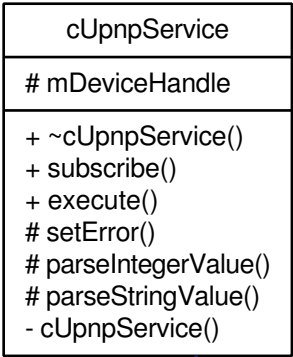 cUpnpService
# mDeviceHandle
+ ~cUpnpService()
+ subscribe()
+ execute()
# setError()
# parseIntegerValue()
# parseStringValue()
- cUpnpService()